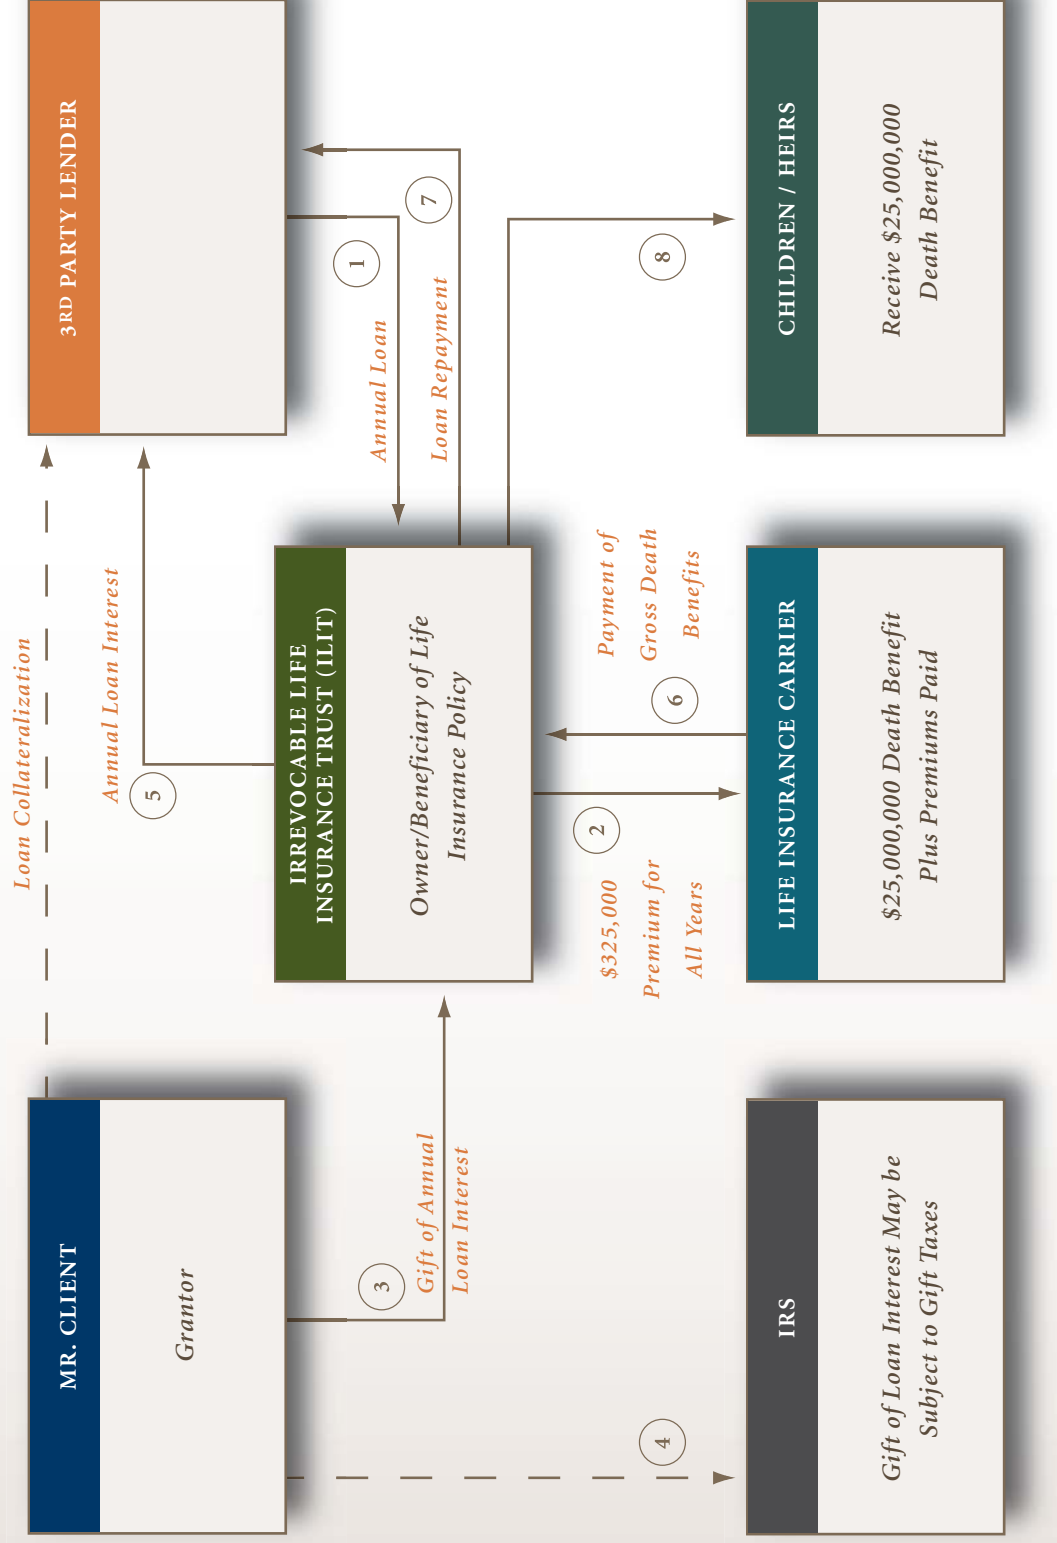 Loan Collateralization
MR. CLIENT
Grantor
3RD PARTY LENDER
Annual Loan Interest
5
IRREVOCABLE LIFE
INSURANCE TRUST (ILIT)
Owner/Beneficiary of Life
Insurance Policy
1
Annual Loan
7
Loan Repayment
3
Gift of Annual
Loan Interest
2
$325,000
Premium for
All Years
6
Payment of
Gross Death
Benefits
8
4
IRS
Gift of Loan Interest May be
Subject to Gift Taxes
LIFE INSURANCE CARRIER
$25,000,000 Death Benefit
Plus Premiums Paid
CHILDREN / HEIRS
Receive $25,000,000
Death Benefit